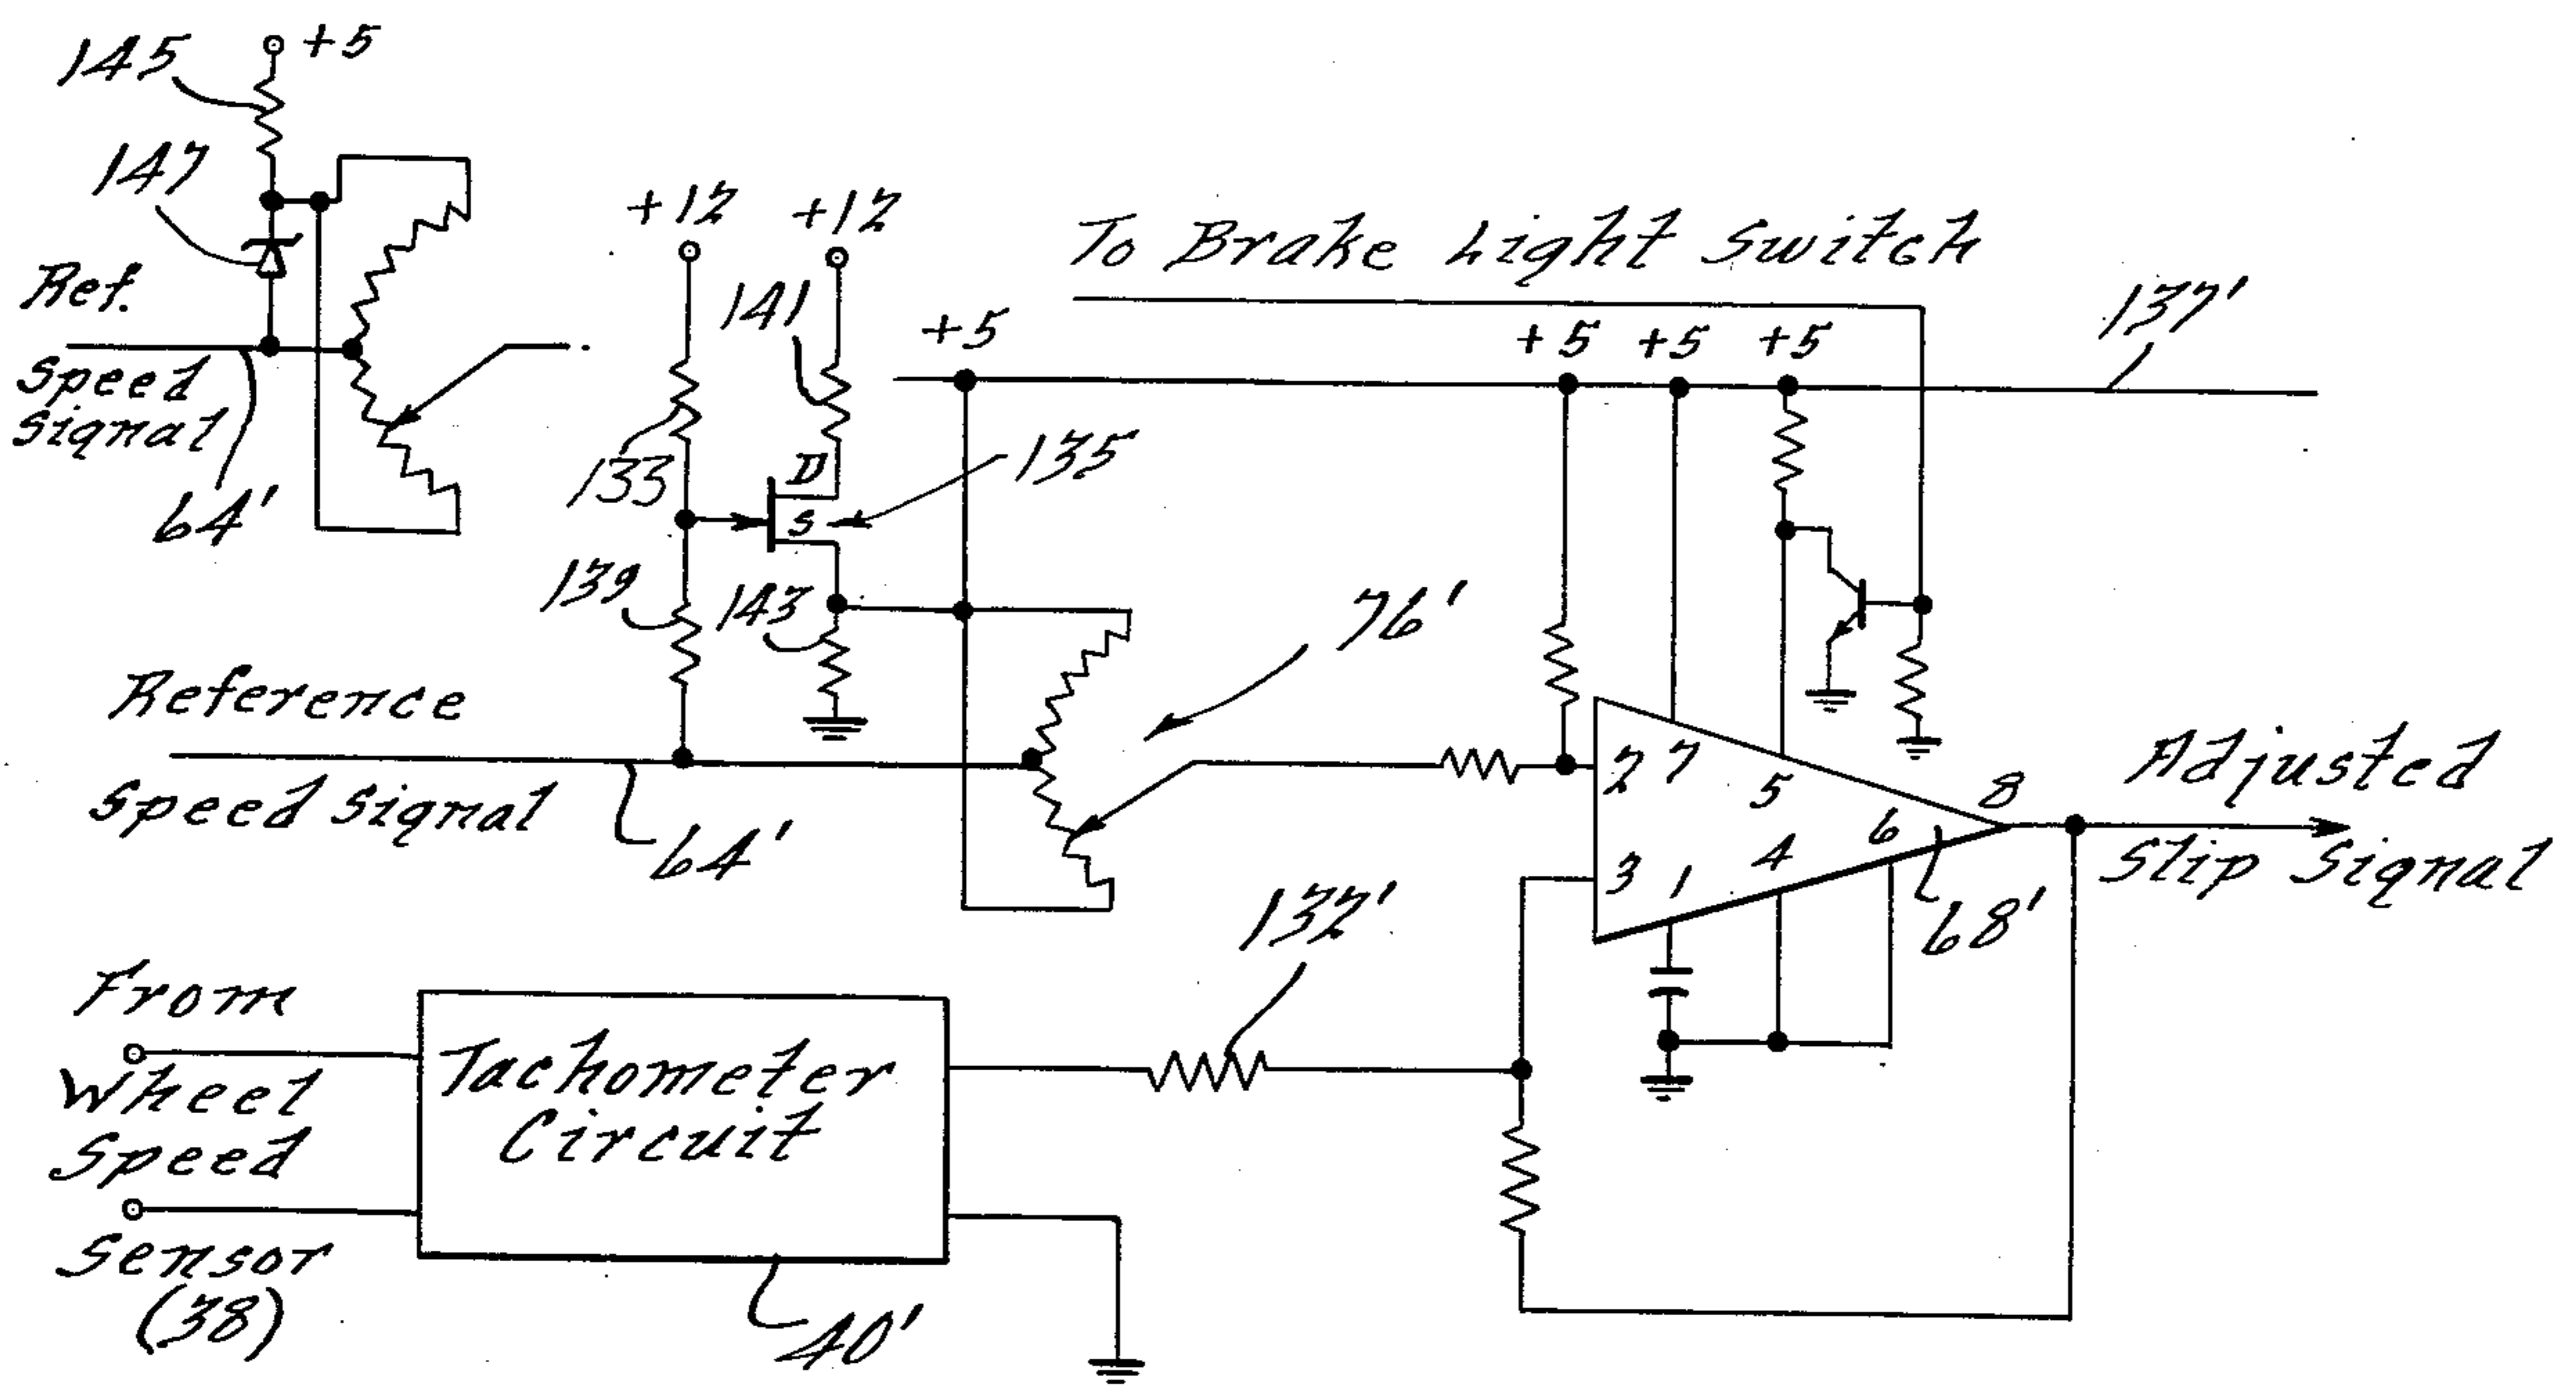 145
+5
147
Ref.
Speed
Signal
64'
+12
+12
141
133
D
S
135
139
143
To Brake Light Switch
137'
+5
+5
+5
+5
76'
Reference
Speed Signal
64'
2
7
5
8
3
1
4
6
68'
Adjusted
Slip Signal
132'
From
Wheel
Speed
Sensor
(38)
Tachometer
Circuit
40'